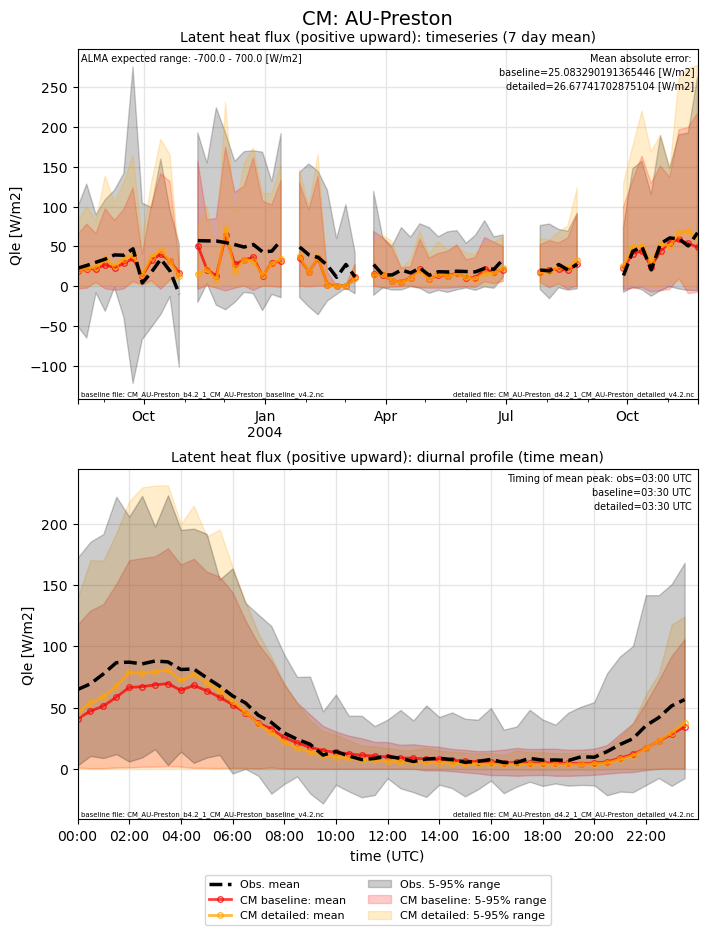 CM: AU-Preston
Latent heat flux (positive upward): timeseries (7 day mean)
ALMA expected range: -700.0 - 700.0 [W/m2]
Mean absolute error:
baseline=25.083290191365446 [W/m2]
detailed=26.67741702875104 [W/m2]
250
200
150
100
50
0
−50
−100
Qle [W/m2]
baseline file: CM_AU-Preston_b4.2_1_CM_AU-Preston_baseline_v4.2.nc
detailed file: CM_AU-Preston_d4.2_1_CM_AU-Preston_detailed_v4.2.nc
Oct Jan Apr Jul Oct
2004
Latent heat flux (positive upward): diurnal profile (time mean)
Timing of mean peak: obs=03:00 UTC
baseline=03:30 UTC
detailed=03:30 UTC
200
150
100
50
0
Qle [W/m2]
baseline file: CM_AU-Preston_b4.2_1_CM_AU-Preston_baseline_v4.2.nc
detailed file: CM_AU-Preston_d4.2_1_CM_AU-Preston_detailed_v4.2.nc
00:00 02:00 04:00 06:00 08:00 10:00 12:00 14:00 16:00 18:00 20:00 22:00
time (UTC)
Obs. mean
CM baseline: mean
CM detailed: mean
Obs. 5-95% range
CM baseline: 5-95% range
CM detailed: 5-95% range